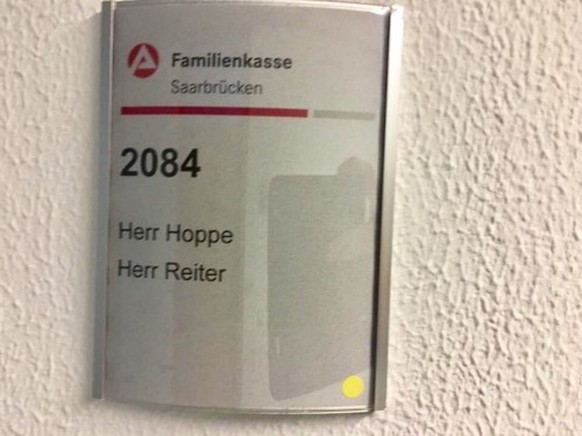 Familienkasse
Saarbrücken
2084
Herr Hoppe
Herr Reiter